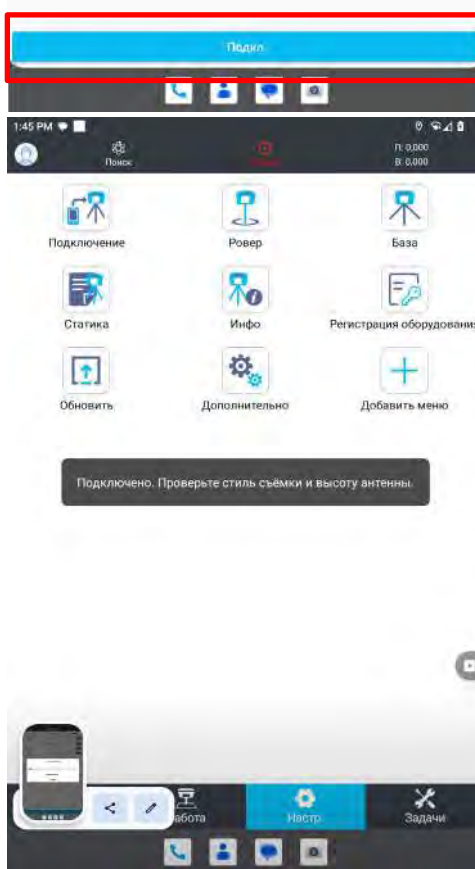 Подкл.
1:45 PM
Поиск
П: 0,000
В: 0,000
Подключение
Ровер
База
Статика
Инфо
Регистрация оборудования
Обновить
Дополнительно
Добавить меню
Подключено. Проверьте стиль съёмки и высоту антенны.
абота
Настр.
Задачи